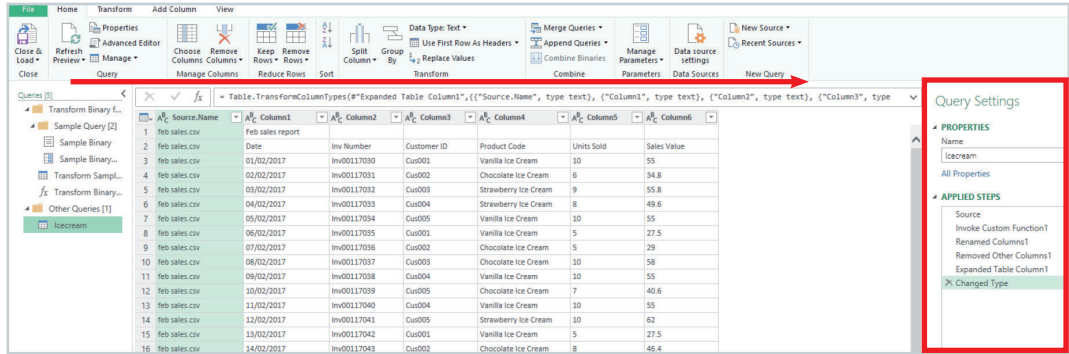 File Home Transform Add Column View
Close & Load
Refresh Preview
Properties
Advanced Editor
Manage
Choose Columns
Remove Columns
Keep Rows
Remove Rows
Split Column
Group By
Data Type: Text
Use First Row As Headers
Replace Values
Merge Queries
Append Queries
Combine Binaries
Manage Parameters
Data source settings
New Source
Recent Sources
Close Query Manage Columns Reduce Rows Sort Transform Combine Parameters Data Sources New Query
Queries [5]
Transform Binary f...
Sample Query [2]
Sample Binary
Sample Binary...
Transform Sampl...
fx Transform Binary...
Other Queries [1]
Icecream
fx = Table.TransformColumnTypes(#"Expanded Table Column1",{{"Source.Name", type text}, {"Column1", type text}, {"Column2", type text}, {"Column3", type
ABC Source.Name ABC Column1 ABC Column2 ABC Column3 ABC Column4 ABC Column5 ABC Column6
1 feb sales.csv Feb sales report
2 feb sales.csv Date Inv Number Customer ID Product Code Units Sold Sales Value
3 feb sales.csv 01/02/2017 Inv00117030 Cus001 Vanilla Ice Cream 10 55
4 feb sales.csv 02/02/2017 Inv00117031 Cus002 Chocolate Ice Cream 6 34.8
5 feb sales.csv 03/02/2017 Inv00117032 Cus003 Strawberry Ice Cream 9 55.8
6 feb sales.csv 04/02/2017 Inv00117033 Cus004 Strawberry Ice Cream 8 49.6
7 feb sales.csv 05/02/2017 Inv00117034 Cus005 Vanilla Ice Cream 10 55
8 feb sales.csv 06/02/2017 Inv00117035 Cus001 Vanilla Ice Cream 5 27.5
9 feb sales.csv 07/02/2017 Inv00117036 Cus002 Chocolate Ice Cream 5 29
10 feb sales.csv 08/02/2017 Inv00117037 Cus003 Chocolate Ice Cream 10 58
11 feb sales.csv 09/02/2017 Inv00117038 Cus004 Vanilla Ice Cream 10 55
12 feb sales.csv 10/02/2017 Inv00117039 Cus005 Chocolate Ice Cream 7 40.6
13 feb sales.csv 11/02/2017 Inv00117040 Cus004 Vanilla Ice Cream 10 55
14 feb sales.csv 12/02/2017 Inv00117041 Cus005 Strawberry Ice Cream 10 62
15 feb sales.csv 13/02/2017 Inv00117042 Cus001 Vanilla Ice Cream 5 27.5
16 feb sales.csv 14/02/2017 Inv00117043 Cus002 Chocolate Ice Cream 8 46.4
Query Settings
PROPERTIES
Name
Icecream
All Properties
APPLIED STEPS
Source
Invoke Custom Function1
Renamed Columns1
Removed Other Columns1
Expanded Table Column1
Changed Type